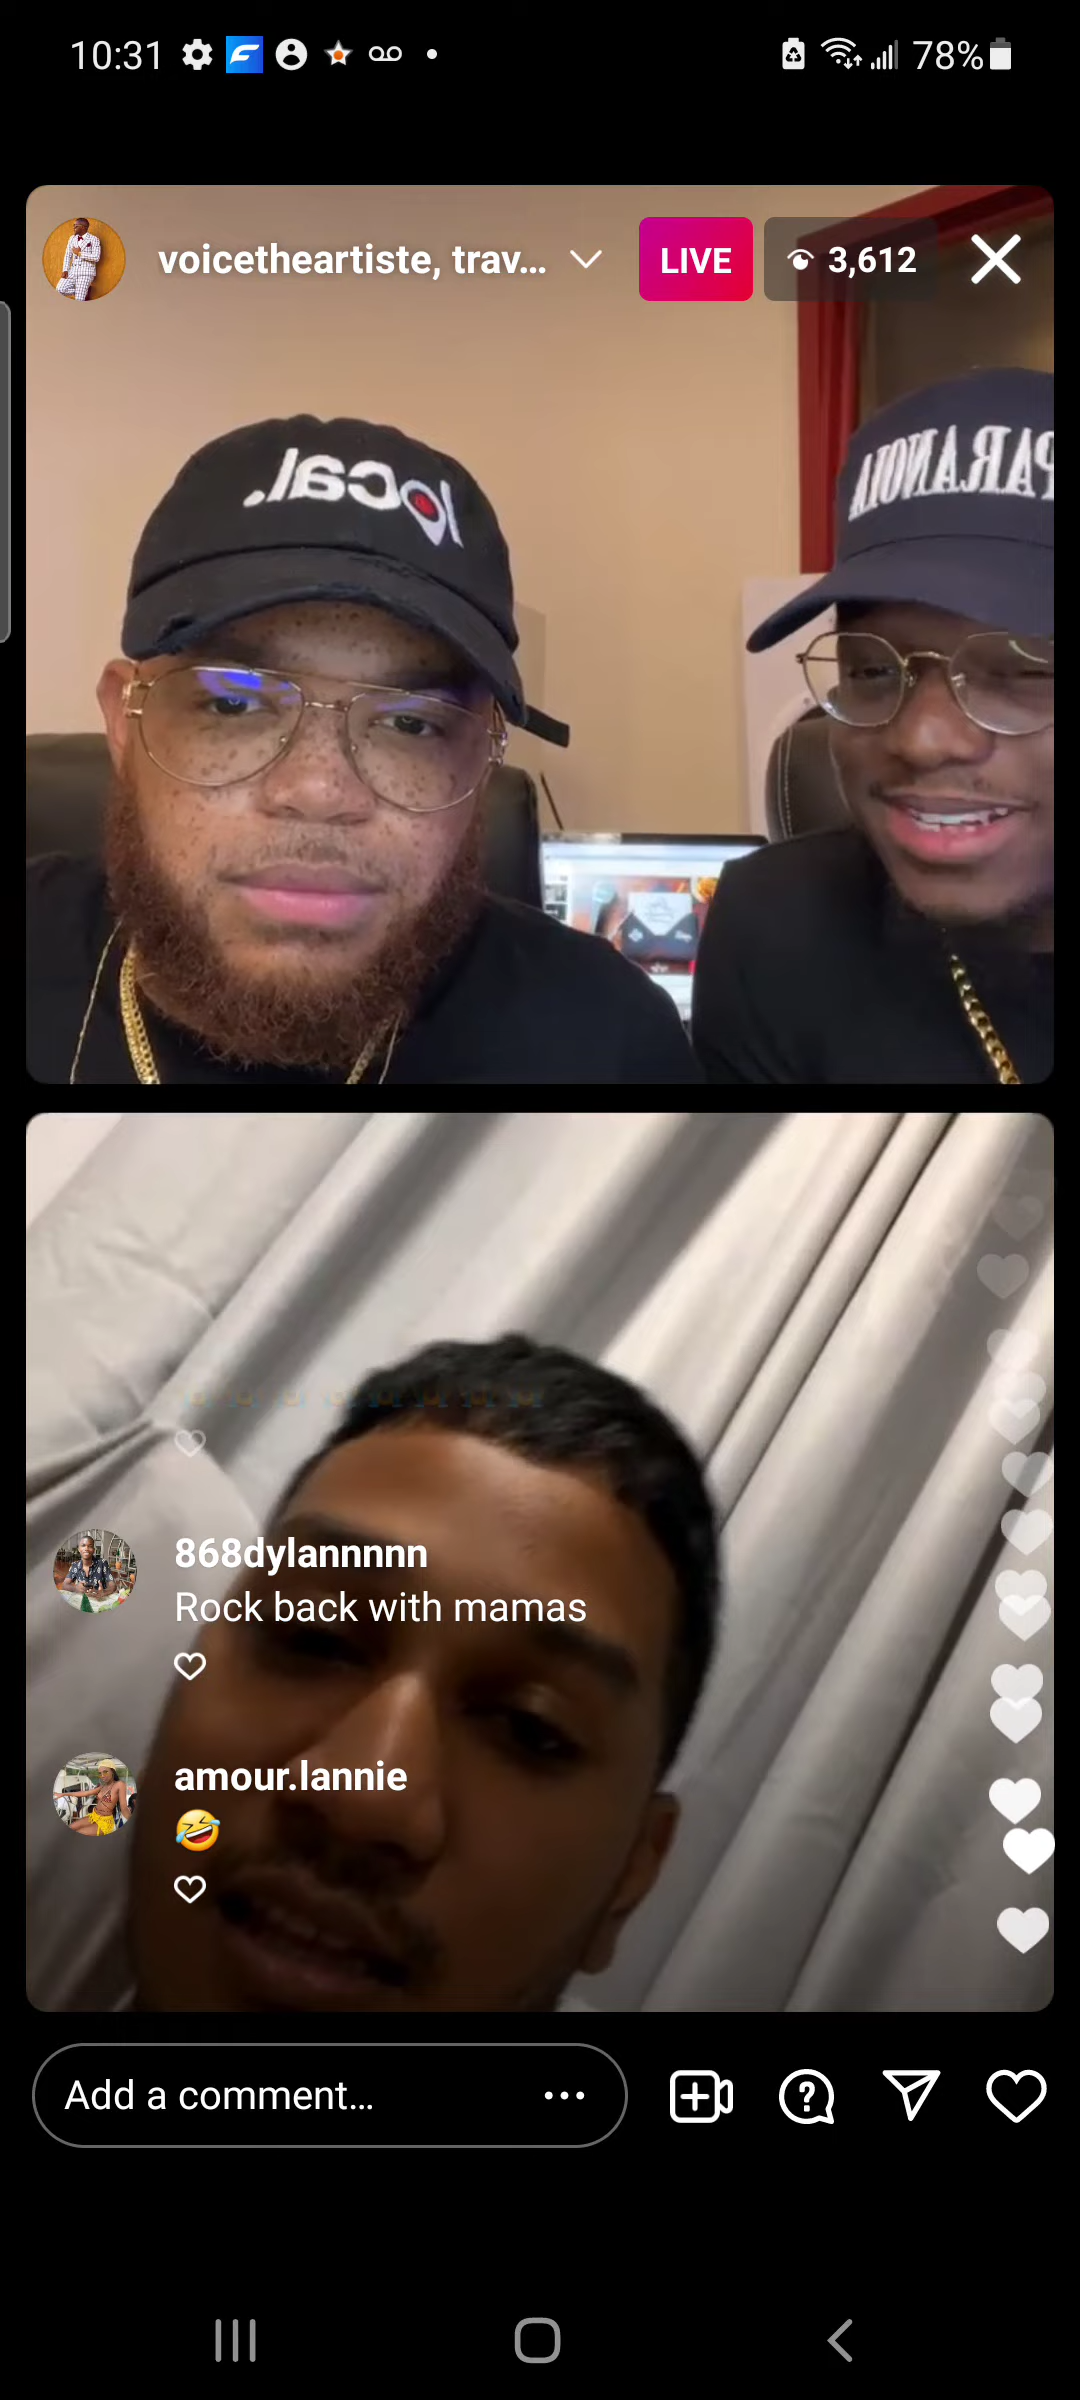 10:31
78%
voicetheartiste, trav...
LIVE
3,612
local.
PARANOIA
868dylannnnn
Rock back with mamas
amour.lannie
🤣
Add a comment...